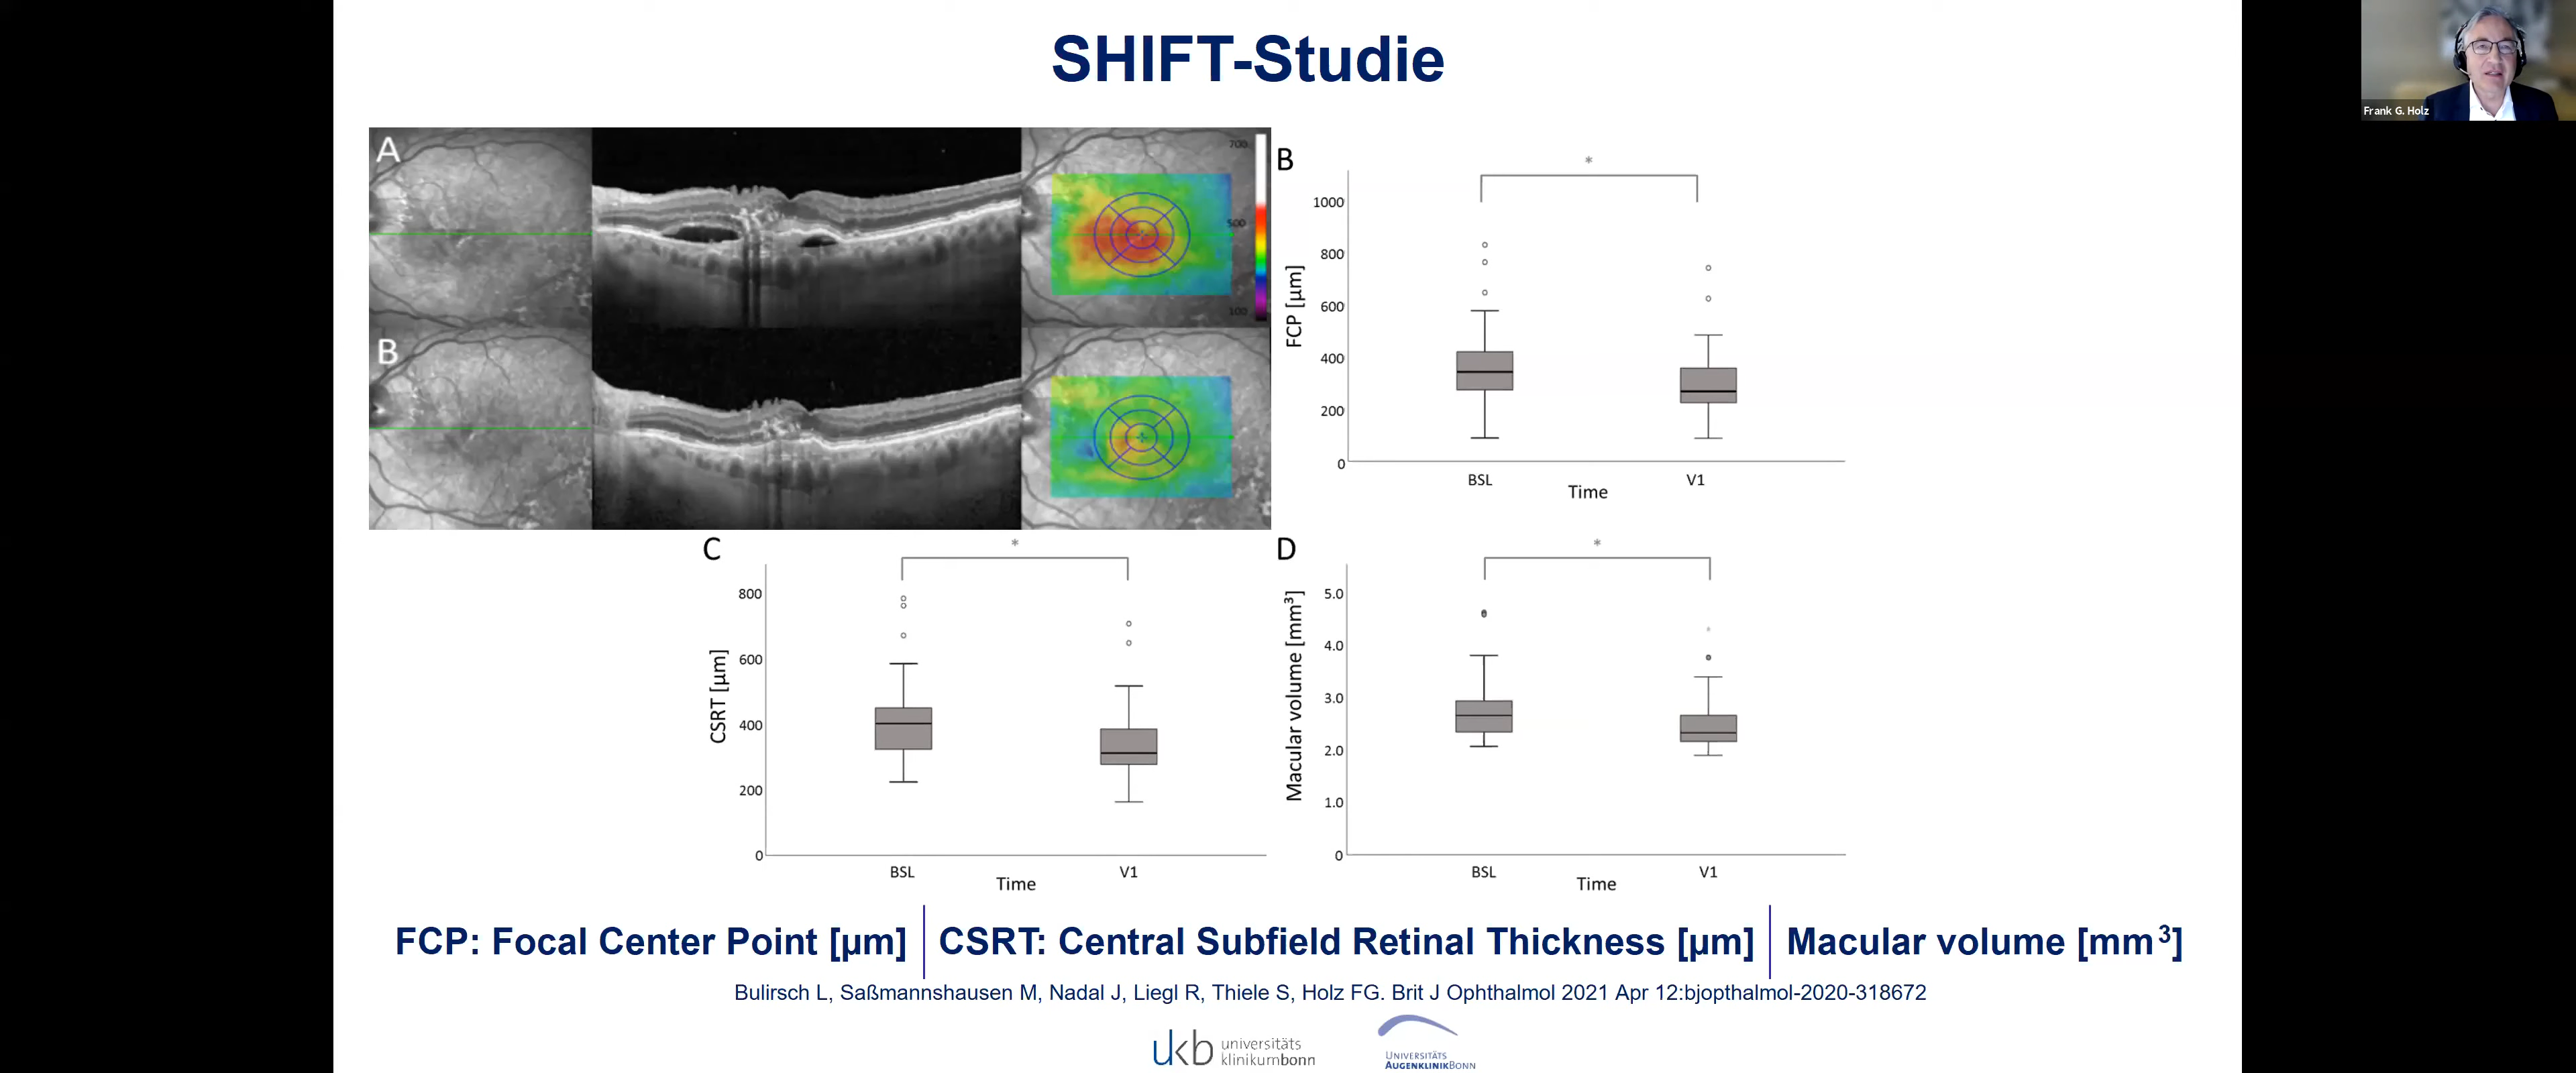 SHIFT-Studie
Frank G. Holz
A
700
500
100
B
B
*
1000
800
600
400
200
0
FCP [µm]
BSL
V1
Time
C
*
800
600
400
200
0
CSRT [µm]
BSL
V1
Time
D
*
5.0
4.0
3.0
2.0
1.0
0
Macular volume [mm³]
BSL
V1
Time
FCP: Focal Center Point [µm]
CSRT: Central Subfield Retinal Thickness [µm]
Macular volume [mm³]
Bulirsch L, Saßmannshausen M, Nadal J, Liegl R, Thiele S, Holz FG. Brit J Ophthalmol 2021 Apr 12:bjopthalmol-2020-318672
ukb universitäts
klinikumbonn
UNIVERSITÄTS
AUGENKLINIKBONN